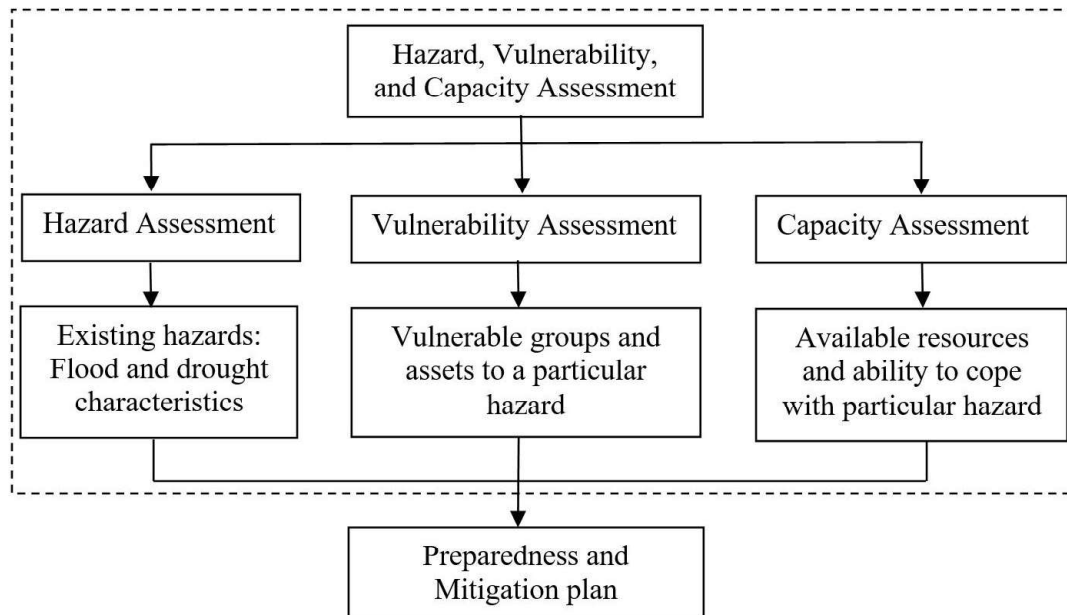 Hazard, Vulnerability,
and Capacity Assessment
Hazard Assessment
Vulnerability Assessment
Capacity Assessment
Existing hazards:
Flood and drought
characteristics
Vulnerable groups and
assets to a particular
hazard
Available resources
and ability to cope
with particular hazard
Preparedness and
Mitigation plan